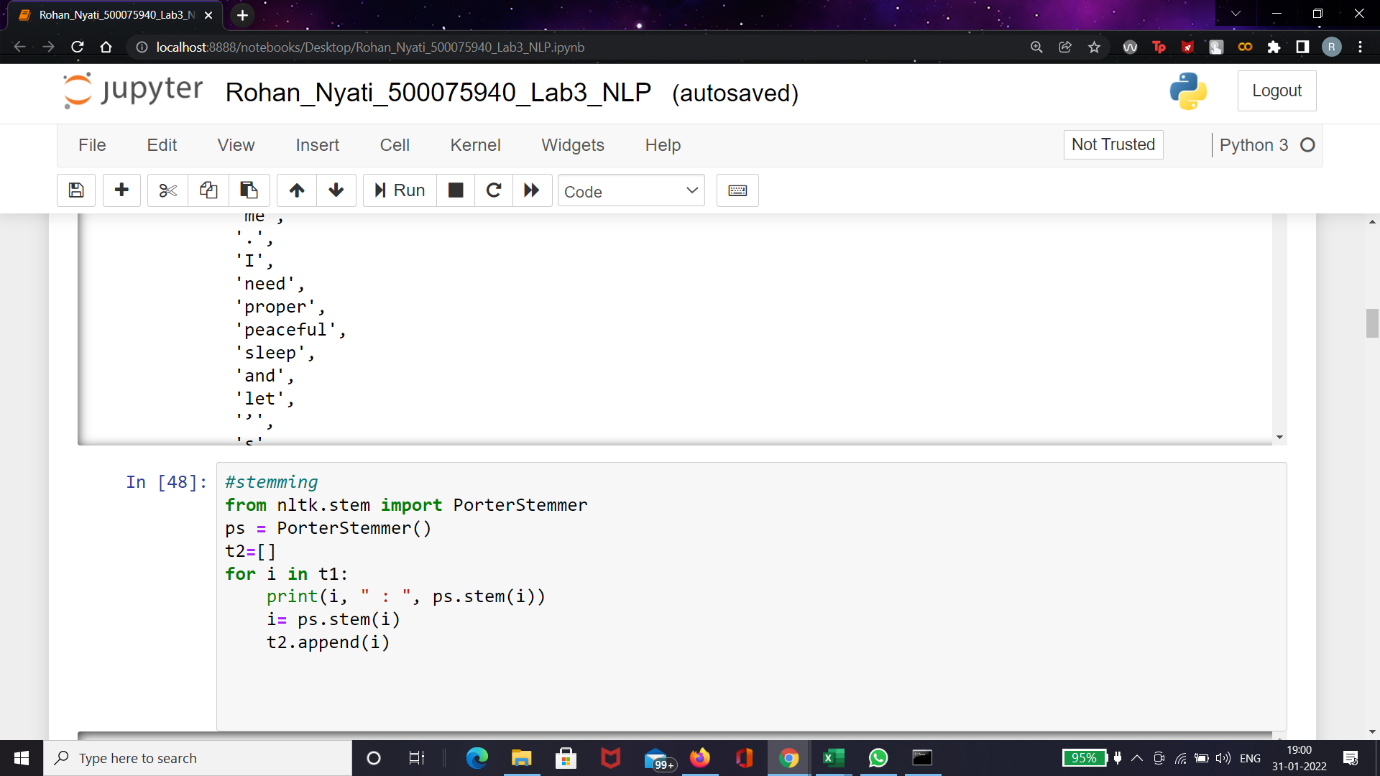 Rohan_Nyati_500075940_Lab3_N
localhost:8888/notebooks/Desktop/Rohan_Nyati_500075940_Lab3_NLP.ipynb
Tp
R
jupyter Rohan_Nyati_500075940_Lab3_NLP (autosaved)
Logout
File Edit View Insert Cell Kernel Widgets Help
Not Trusted
Python 3
Run
Code
'me',
'.',
'I',
'need',
'proper',
'peaceful',
'sleep',
'and',
'let',
'’',
's'
In [48]:
#stemming
from nltk.stem import PorterStemmer
ps = PorterStemmer()
t2=[]
for i in t1:
    print(i, " : ", ps.stem(i))
    i= ps.stem(i)
    t2.append(i)
Type here to search
99+
95%
ENG
19:00
31-01-2022